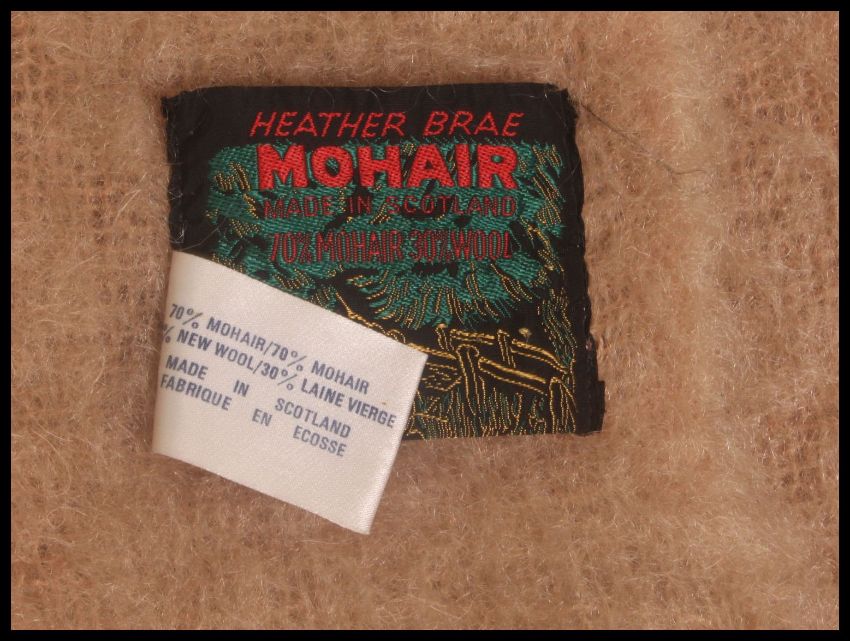 HEATHER BRAE
MOHAIR
MADE IN SCOTLAND
70% MOHAIR 30% WOOL
70% MOHAIR/70% MOHAIR
% NEW WOOL/30% LAINE VIERGE
MADE IN SCOTLAND
FABRIQUE EN ECOSSE